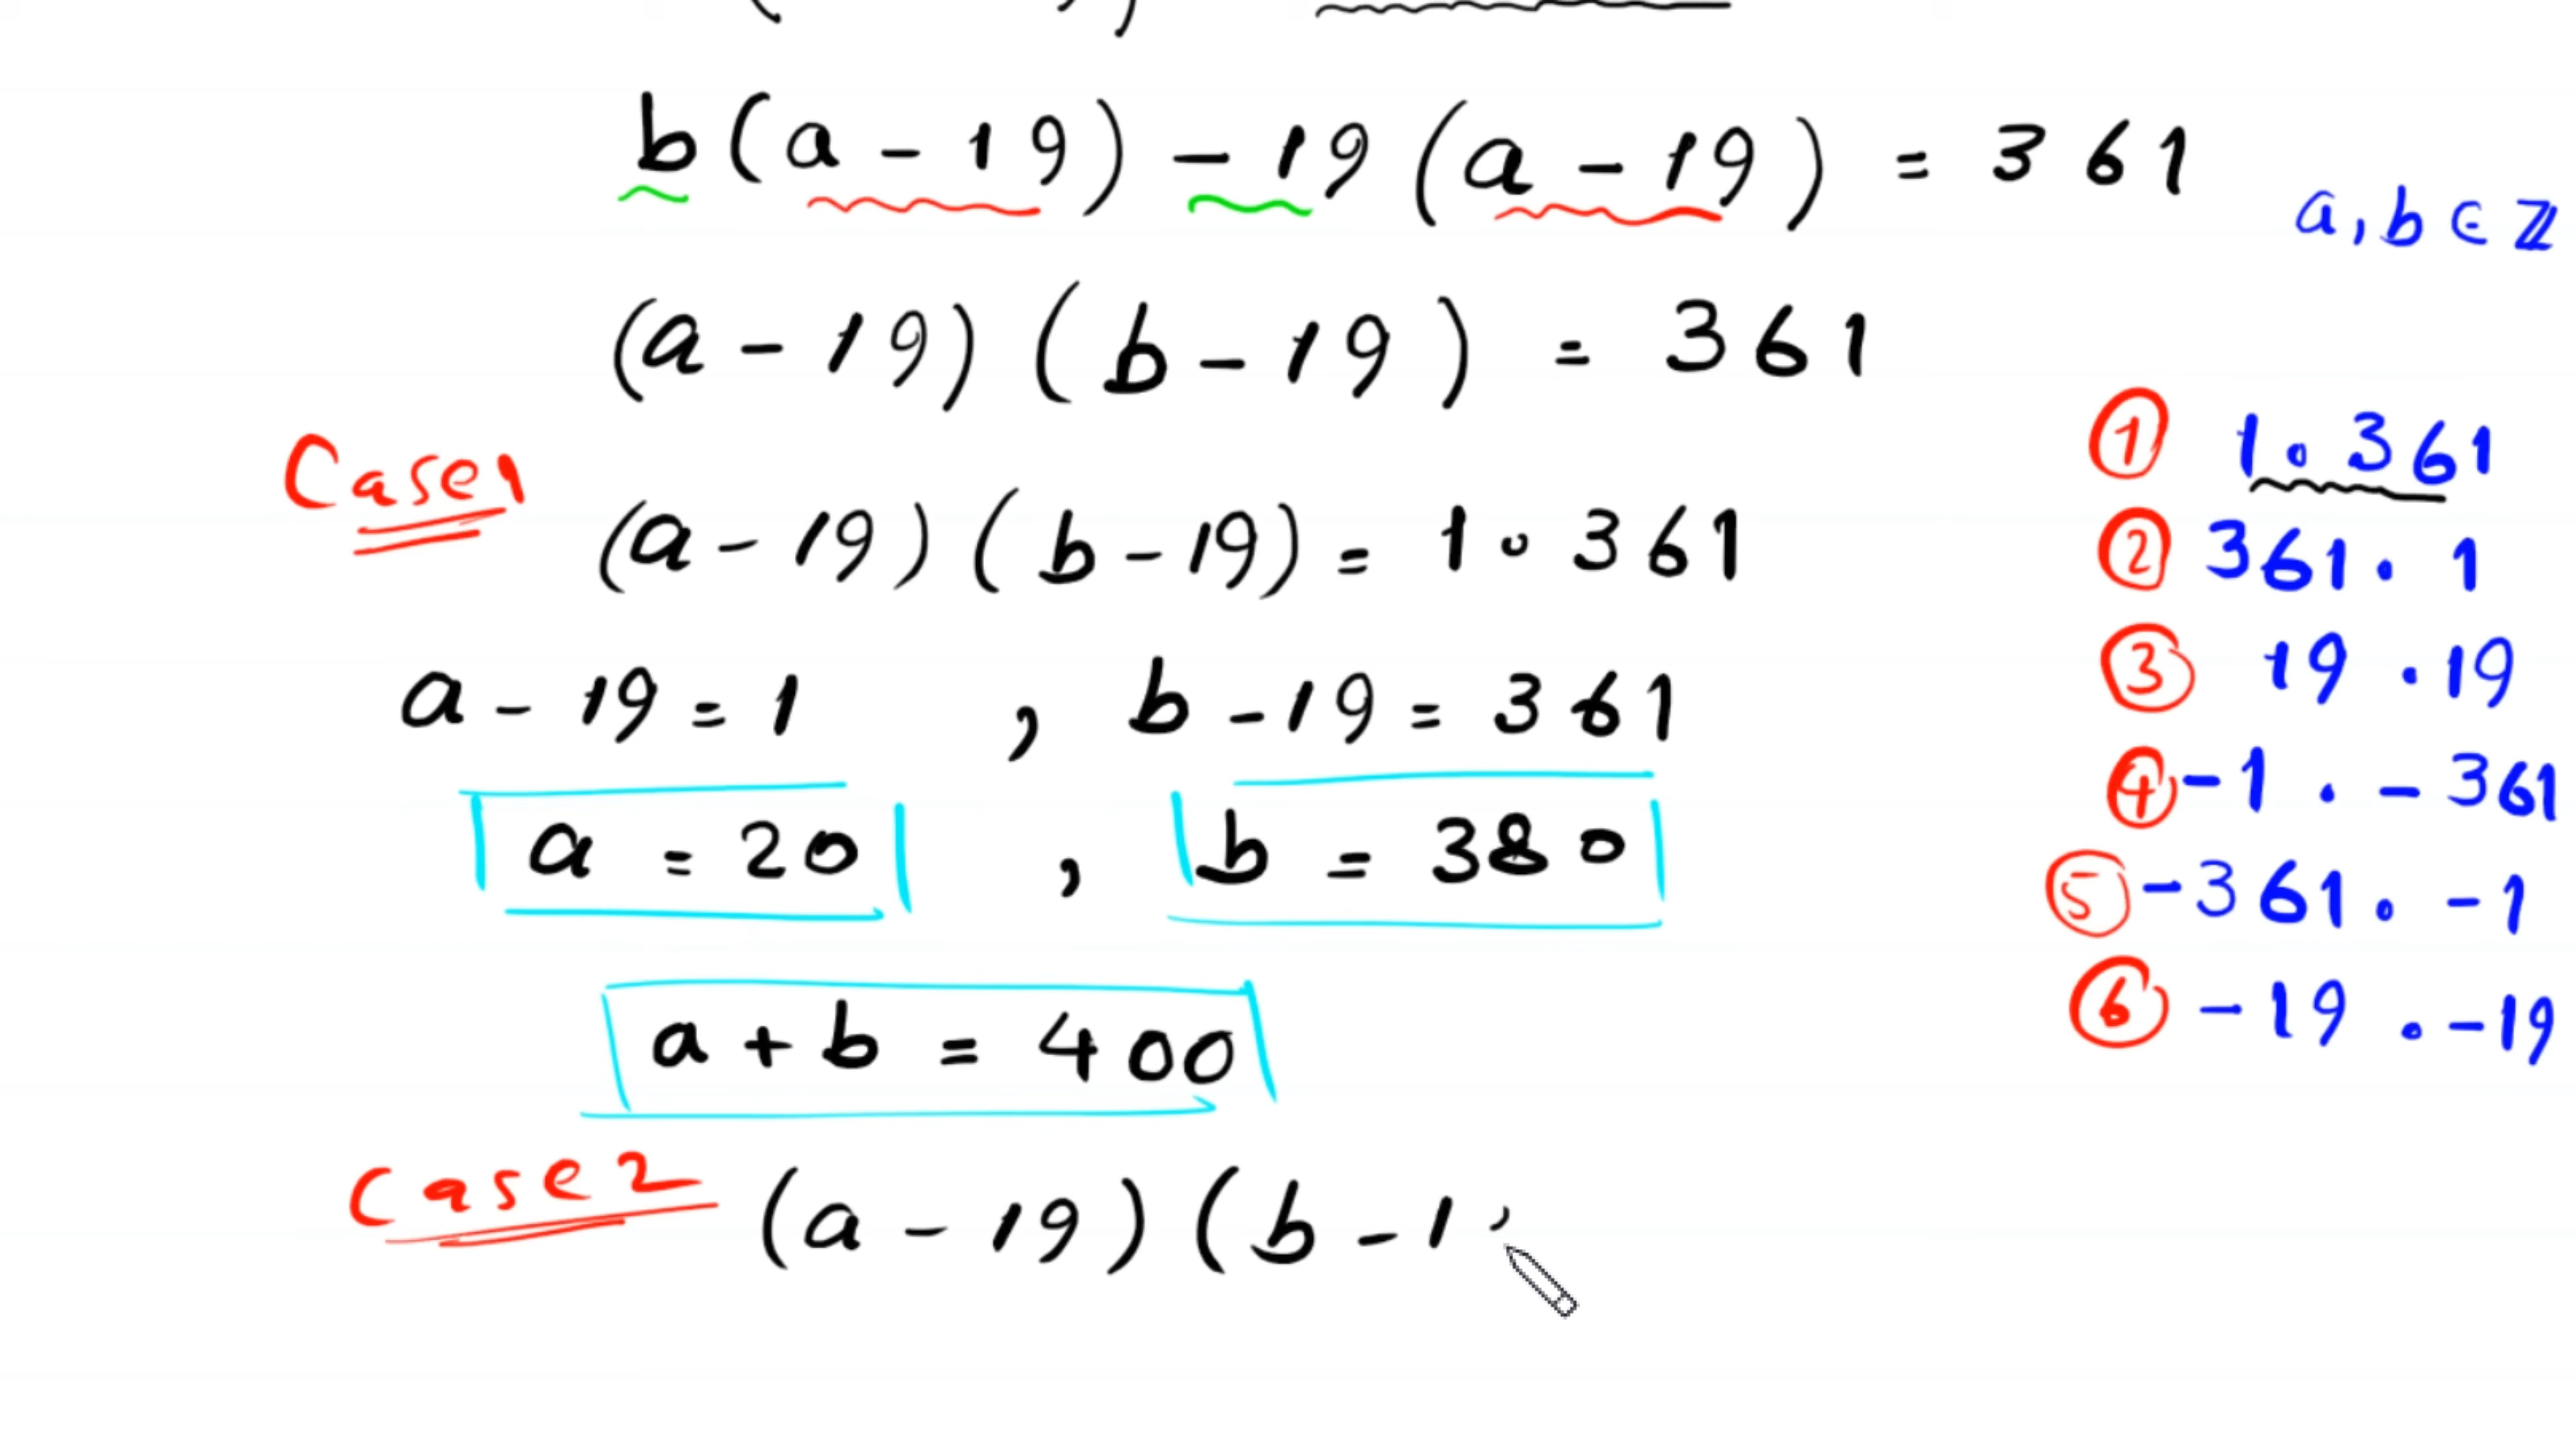 b(a - 19) - 19(a - 19) = 361
a, b ∈ ℤ
(a - 19)(b - 19) = 361
Case1
(a - 19)(b - 19) = 1 · 361
a - 19 = 1 , b - 19 = 361
a = 20 , b = 380
a + b = 400
Case2 (a - 19)(b - 1
① 1 · 361
② 361 · 1
③ 19 · 19
④ -1 · -361
⑤ -361 · -1
⑥ -19 · -19